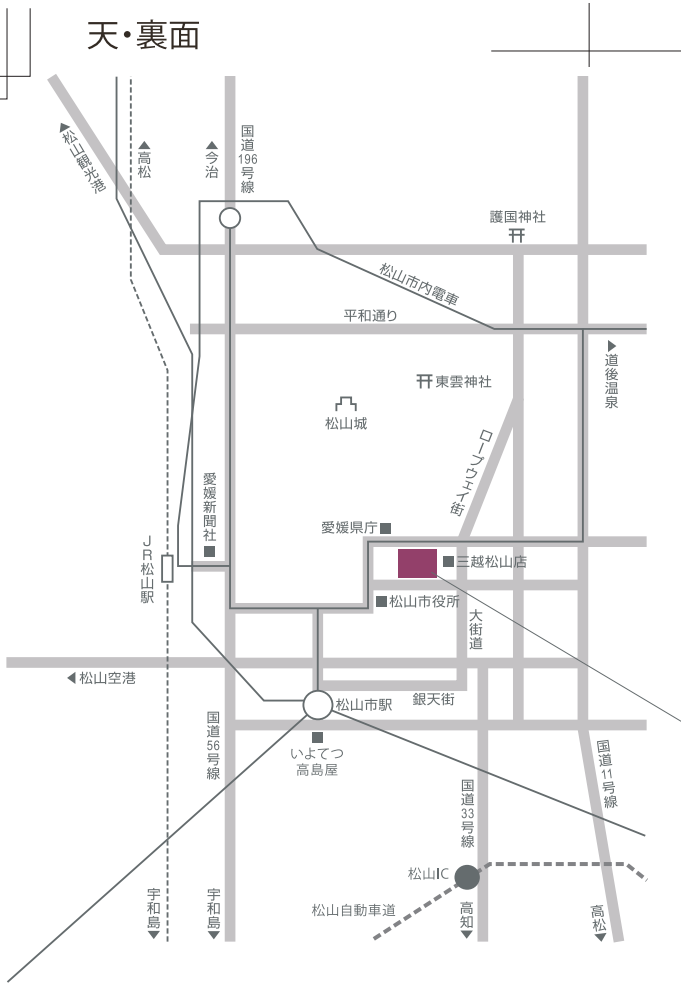 天・裏面
国道196号線
▲松山観光港
▲高松
▲今治
護国神社
松山市内電車
平和通り
▲道後温泉
東雲神社
松山城
ロープウェイ街
愛媛新聞社
愛媛県庁
JR松山駅
三越松山店
松山市役所
大街道
◀松山空港
銀天街
松山市駅
国道56号線
いよてつ
高島屋
国道11号線
国道33号線
松山IC
松山自動車道
宇和島▼
宇和島▼
高知▼
高松▼